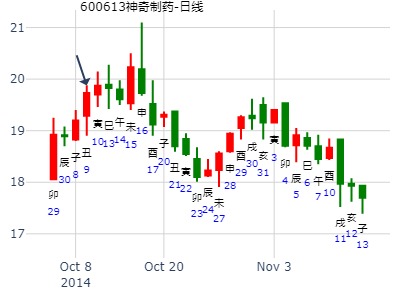 600613神奇制药-日线
21
20
19
18
17
卯
29
辰
30
子
8
丑
9
寅
10
巳
13
午
14
未
15
申
16
酉
17
子
20
丑
21
寅
22
卯
23
辰
24
未
27
申
28
酉
29
戌
30
亥
31
寅
3
卯
4
辰
5
巳
6
午
7
酉
10
戌
11
亥
12
子
13
Oct 8
2014
Oct 20
Nov 3